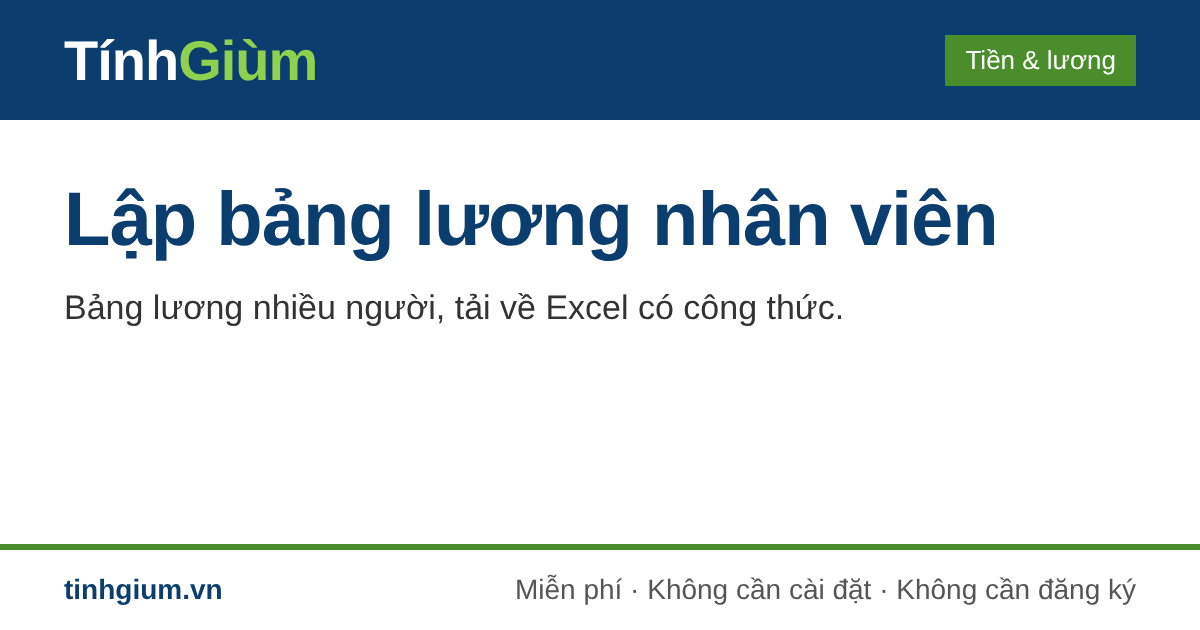 TínhGiùm
Tiền & lương
Lập bảng lương nhân viên
Bảng lương nhiều người, tải về Excel có công thức.
tinhgium.vn
Miễn phí · Không cần cài đặt · Không cần đăng ký